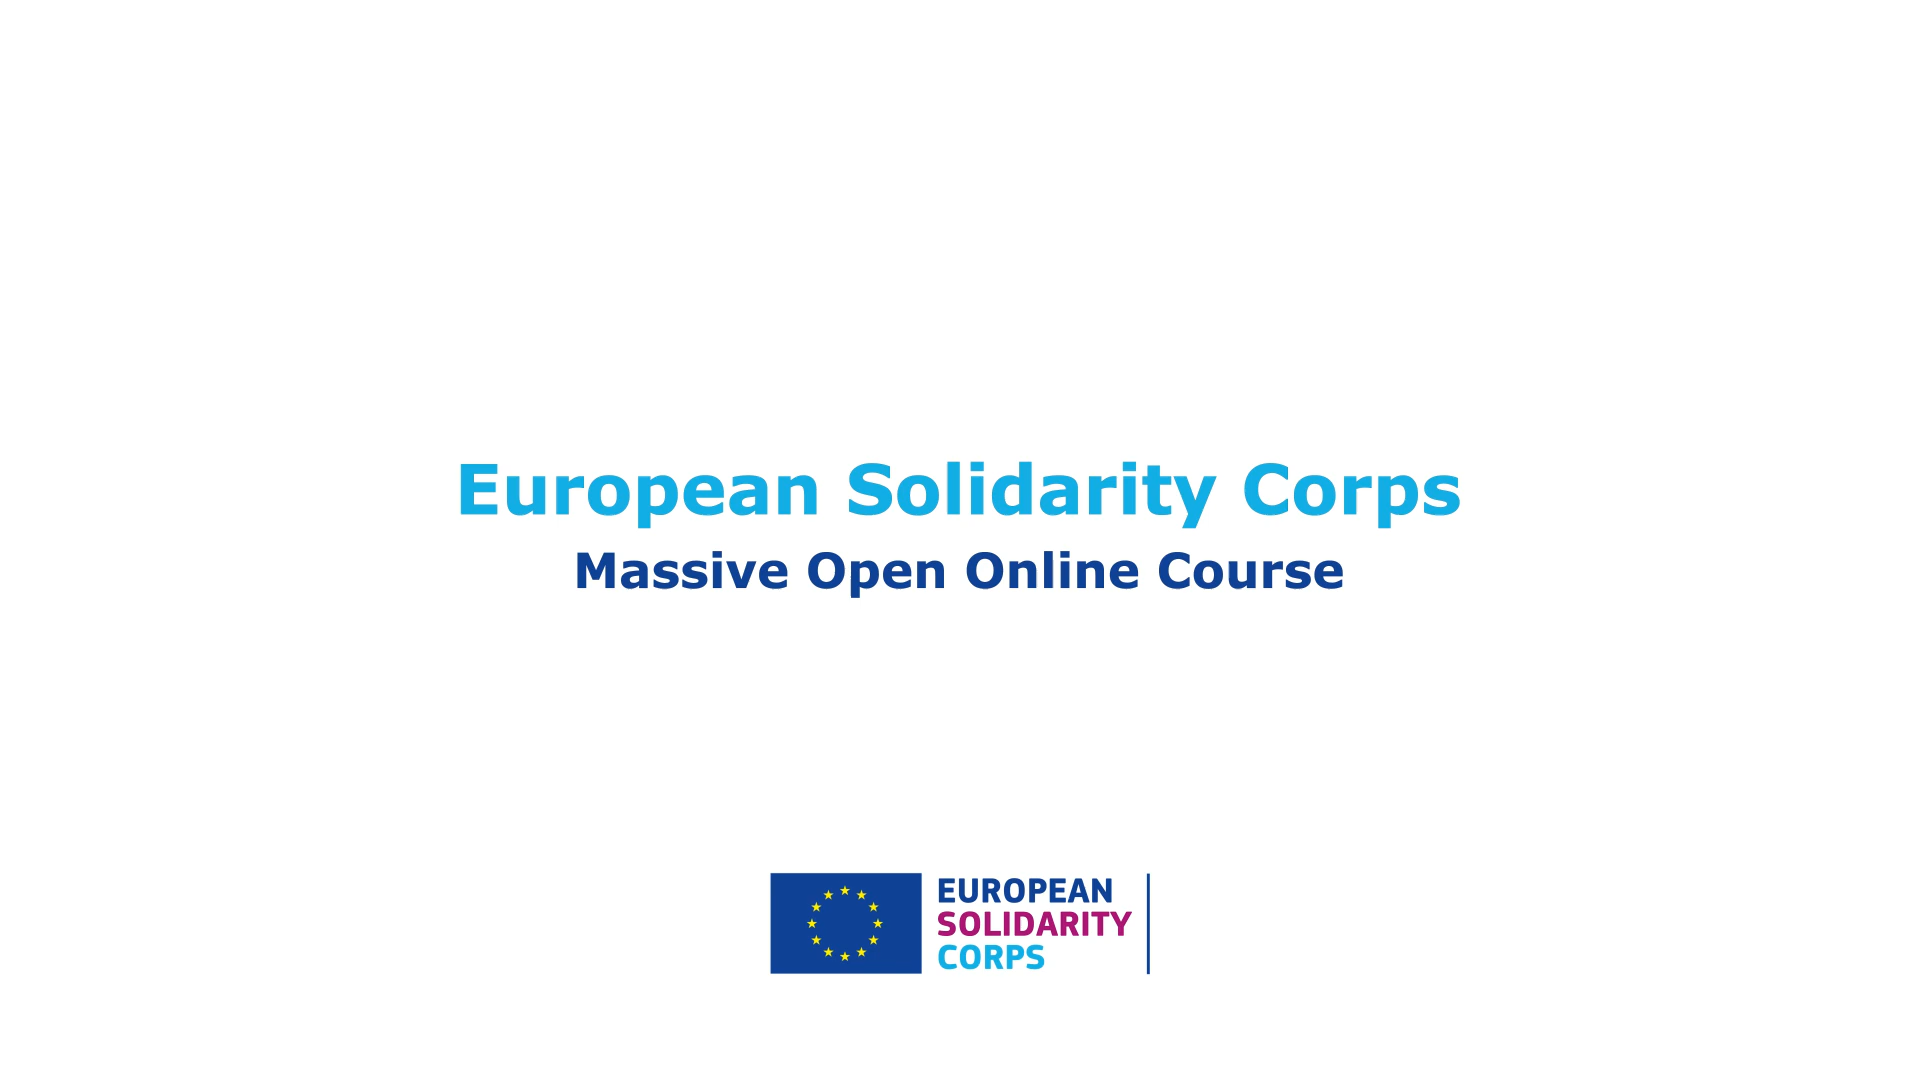 European Solidarity Corps
Massive Open Online Course
EUROPEAN
SOLIDARITY
CORPS